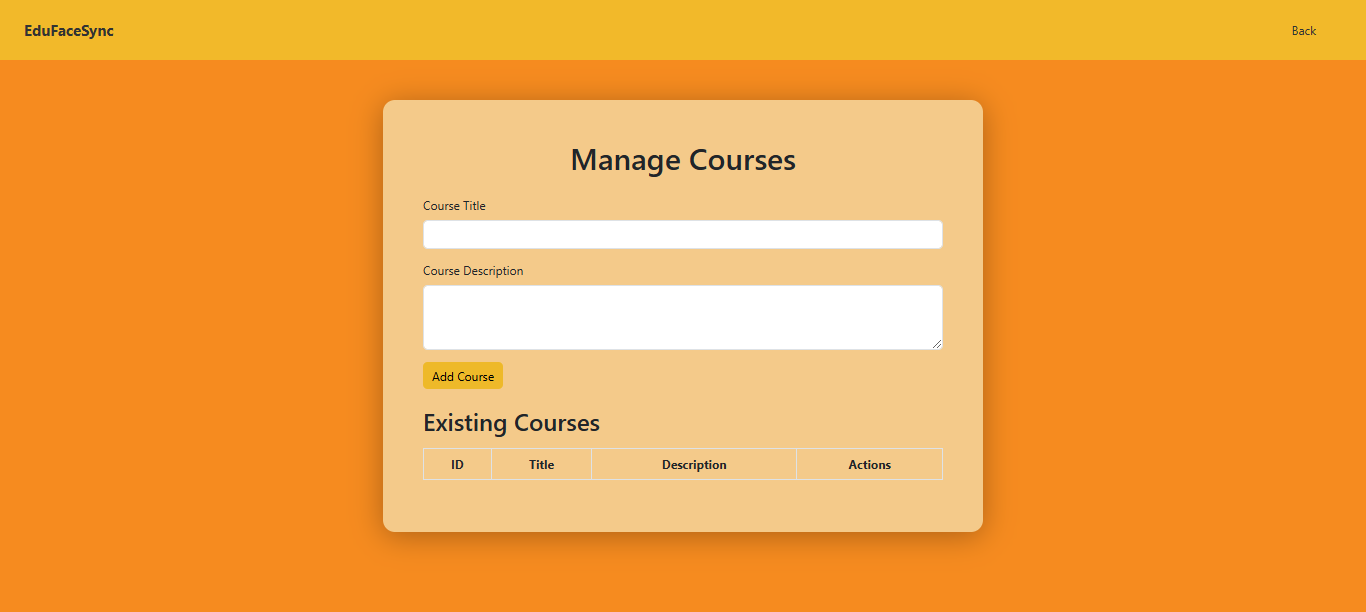 EduFaceSync
Back
Manage Courses
Course Title
Course Description
Add Course
Existing Courses
ID Title Description Actions